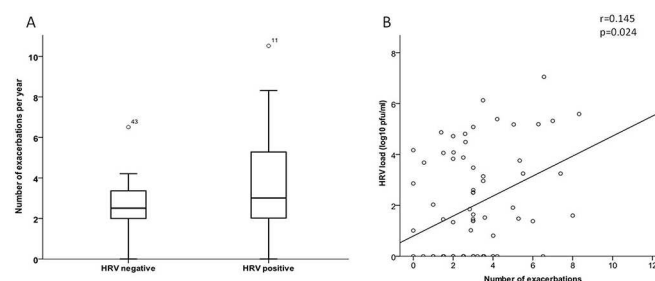 A
Number of exacerbations per year
10
8
6
4
2
0
11
43
HRV negative
HRV positive
B
r=0.145
p=0.024
HRV load (log10 pfu/ml)
8
6
4
2
0
0 2 4 6 8 10 12
Number of exacerbations